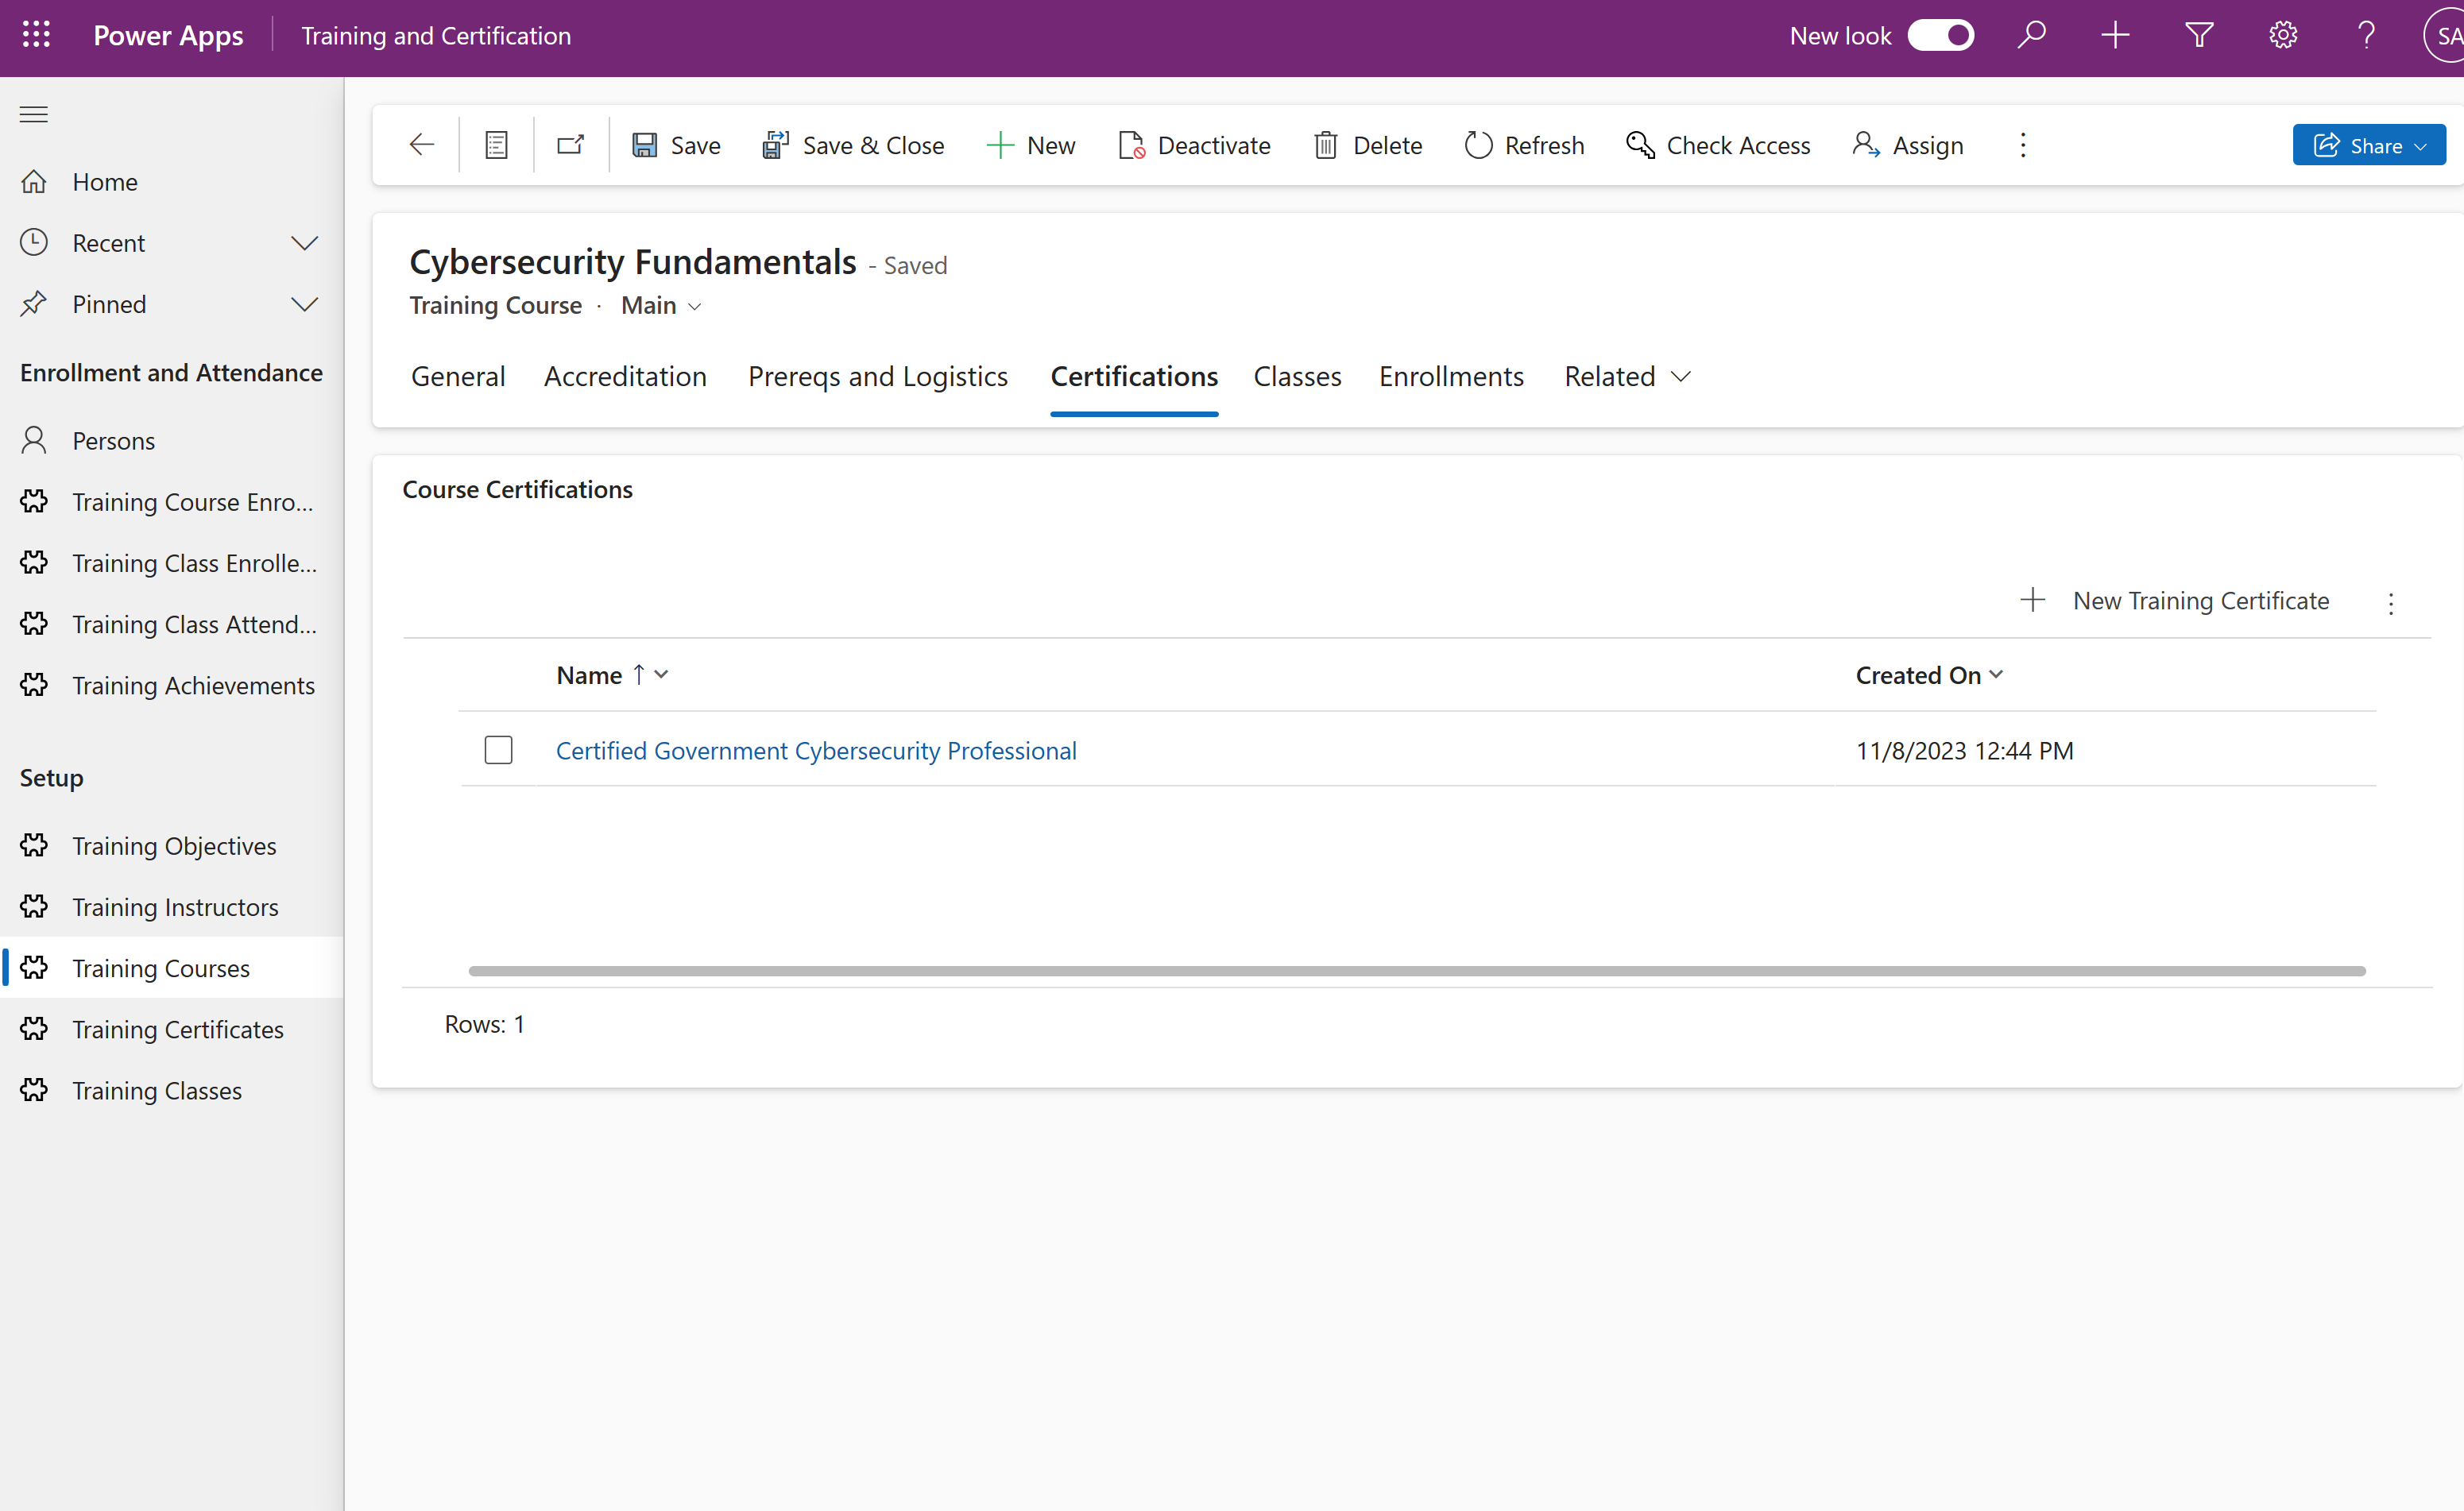 Power Apps
Training and Certification
New look
SA
Home
Recent
Pinned
Enrollment and Attendance
Persons
Training Course Enro...
Training Class Enrolle...
Training Class Attend...
Training Achievements
Setup
Training Objectives
Training Instructors
Training Courses
Training Certificates
Training Classes
Save
Save & Close
New
Deactivate
Delete
Refresh
Check Access
Assign
Share
Cybersecurity Fundamentals - Saved
Training Course · Main
General Accreditation Prereqs and Logistics Certifications Classes Enrollments Related
Course Certifications
New Training Certificate
Name ↑ Created On
Certified Government Cybersecurity Professional 11/8/2023 12:44 PM
Rows: 1